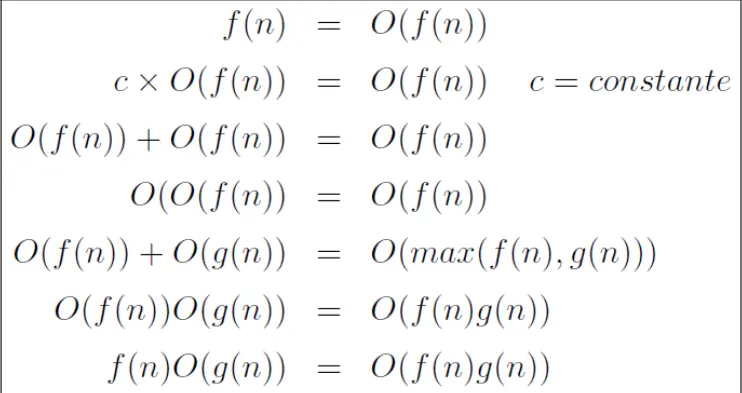 f(n) = O(f(n))
c × O(f(n)) = O(f(n)) c = constante
O(f(n)) + O(f(n)) = O(f(n))
O(O(f(n)) = O(f(n))
O(f(n)) + O(g(n)) = O(max(f(n), g(n)))
O(f(n))O(g(n)) = O(f(n)g(n))
f(n)O(g(n)) = O(f(n)g(n))